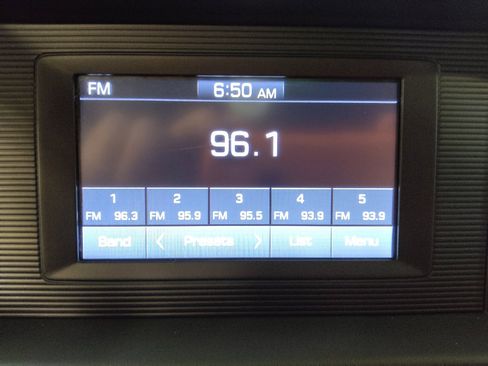 FM 6:50 AM
96.1
1 2 3 4 5
FM 96.3 FM 95.9 FM 95.5 FM 93.9 FM 93.9
Band < Presets > List Menu